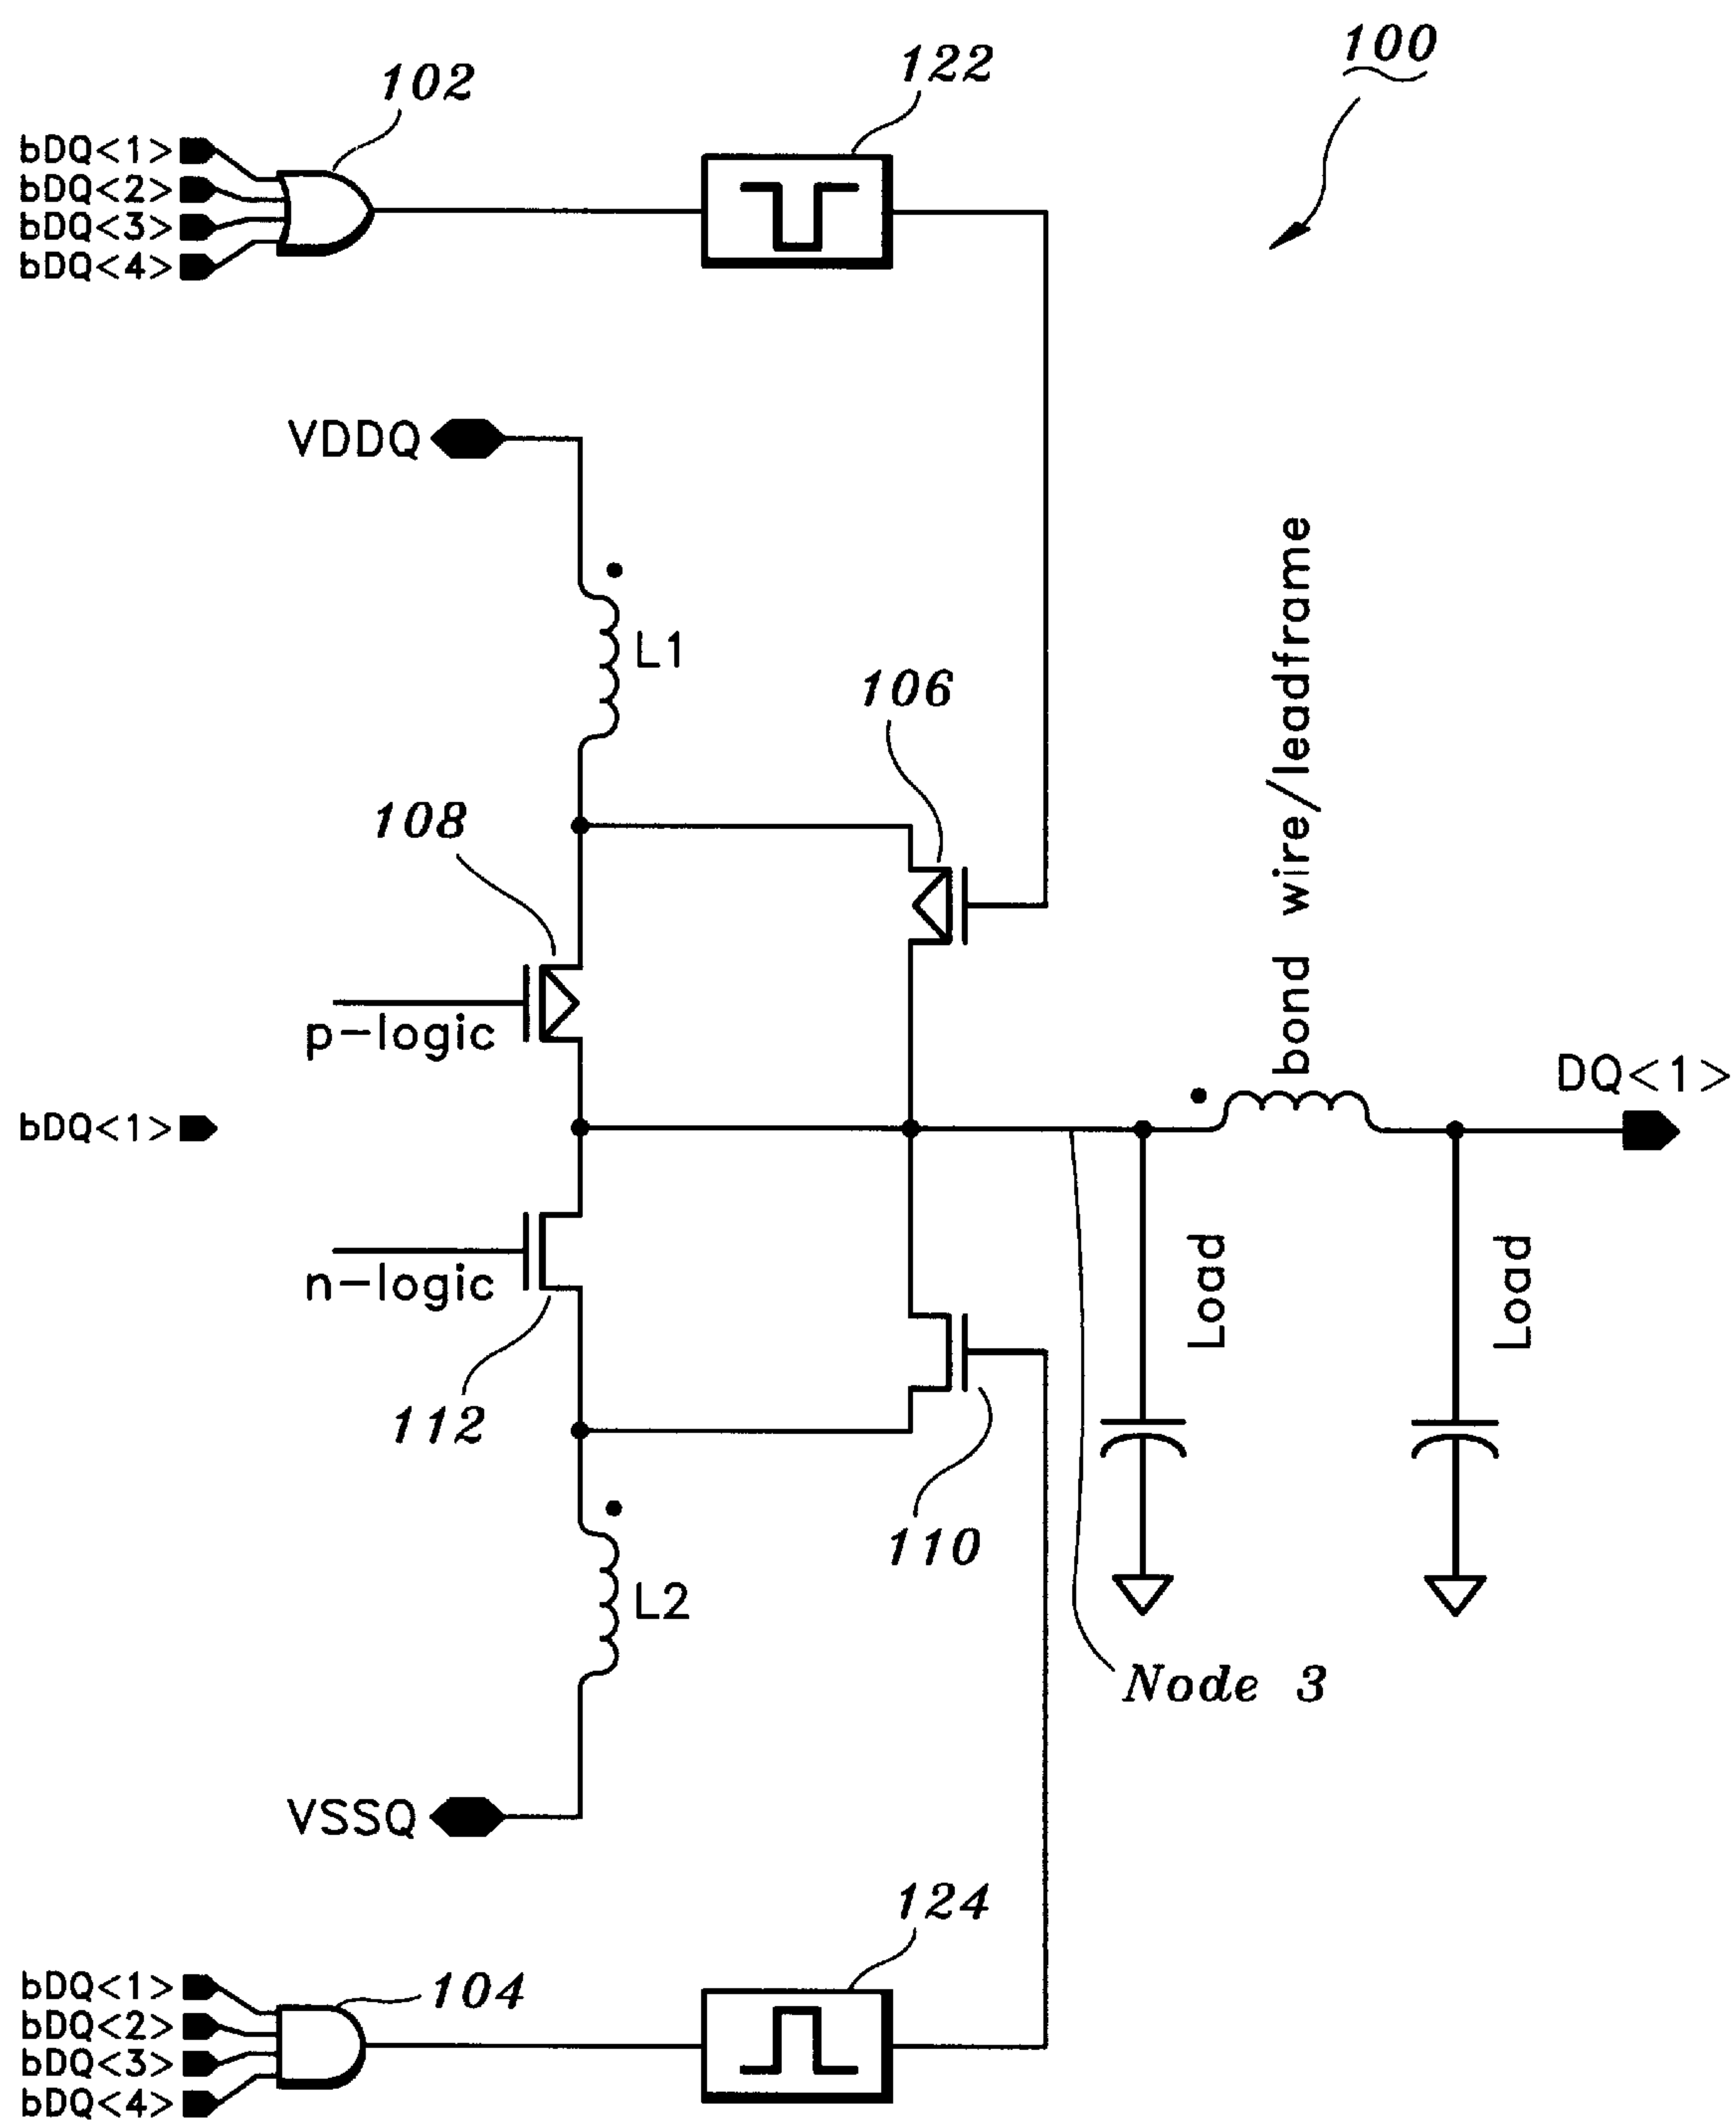 100
102
122
bDQ<1>
bDQ<2>
bDQ<3>
bDQ<4>
VDDQ
L1
bond wire/leadframe
106
108
p-logic
DQ<1>
bDQ<1>
n-logic
Load
Load
112
110
L2
Node 3
VSSQ
124
104
bDQ<1>
bDQ<2>
bDQ<3>
bDQ<4>